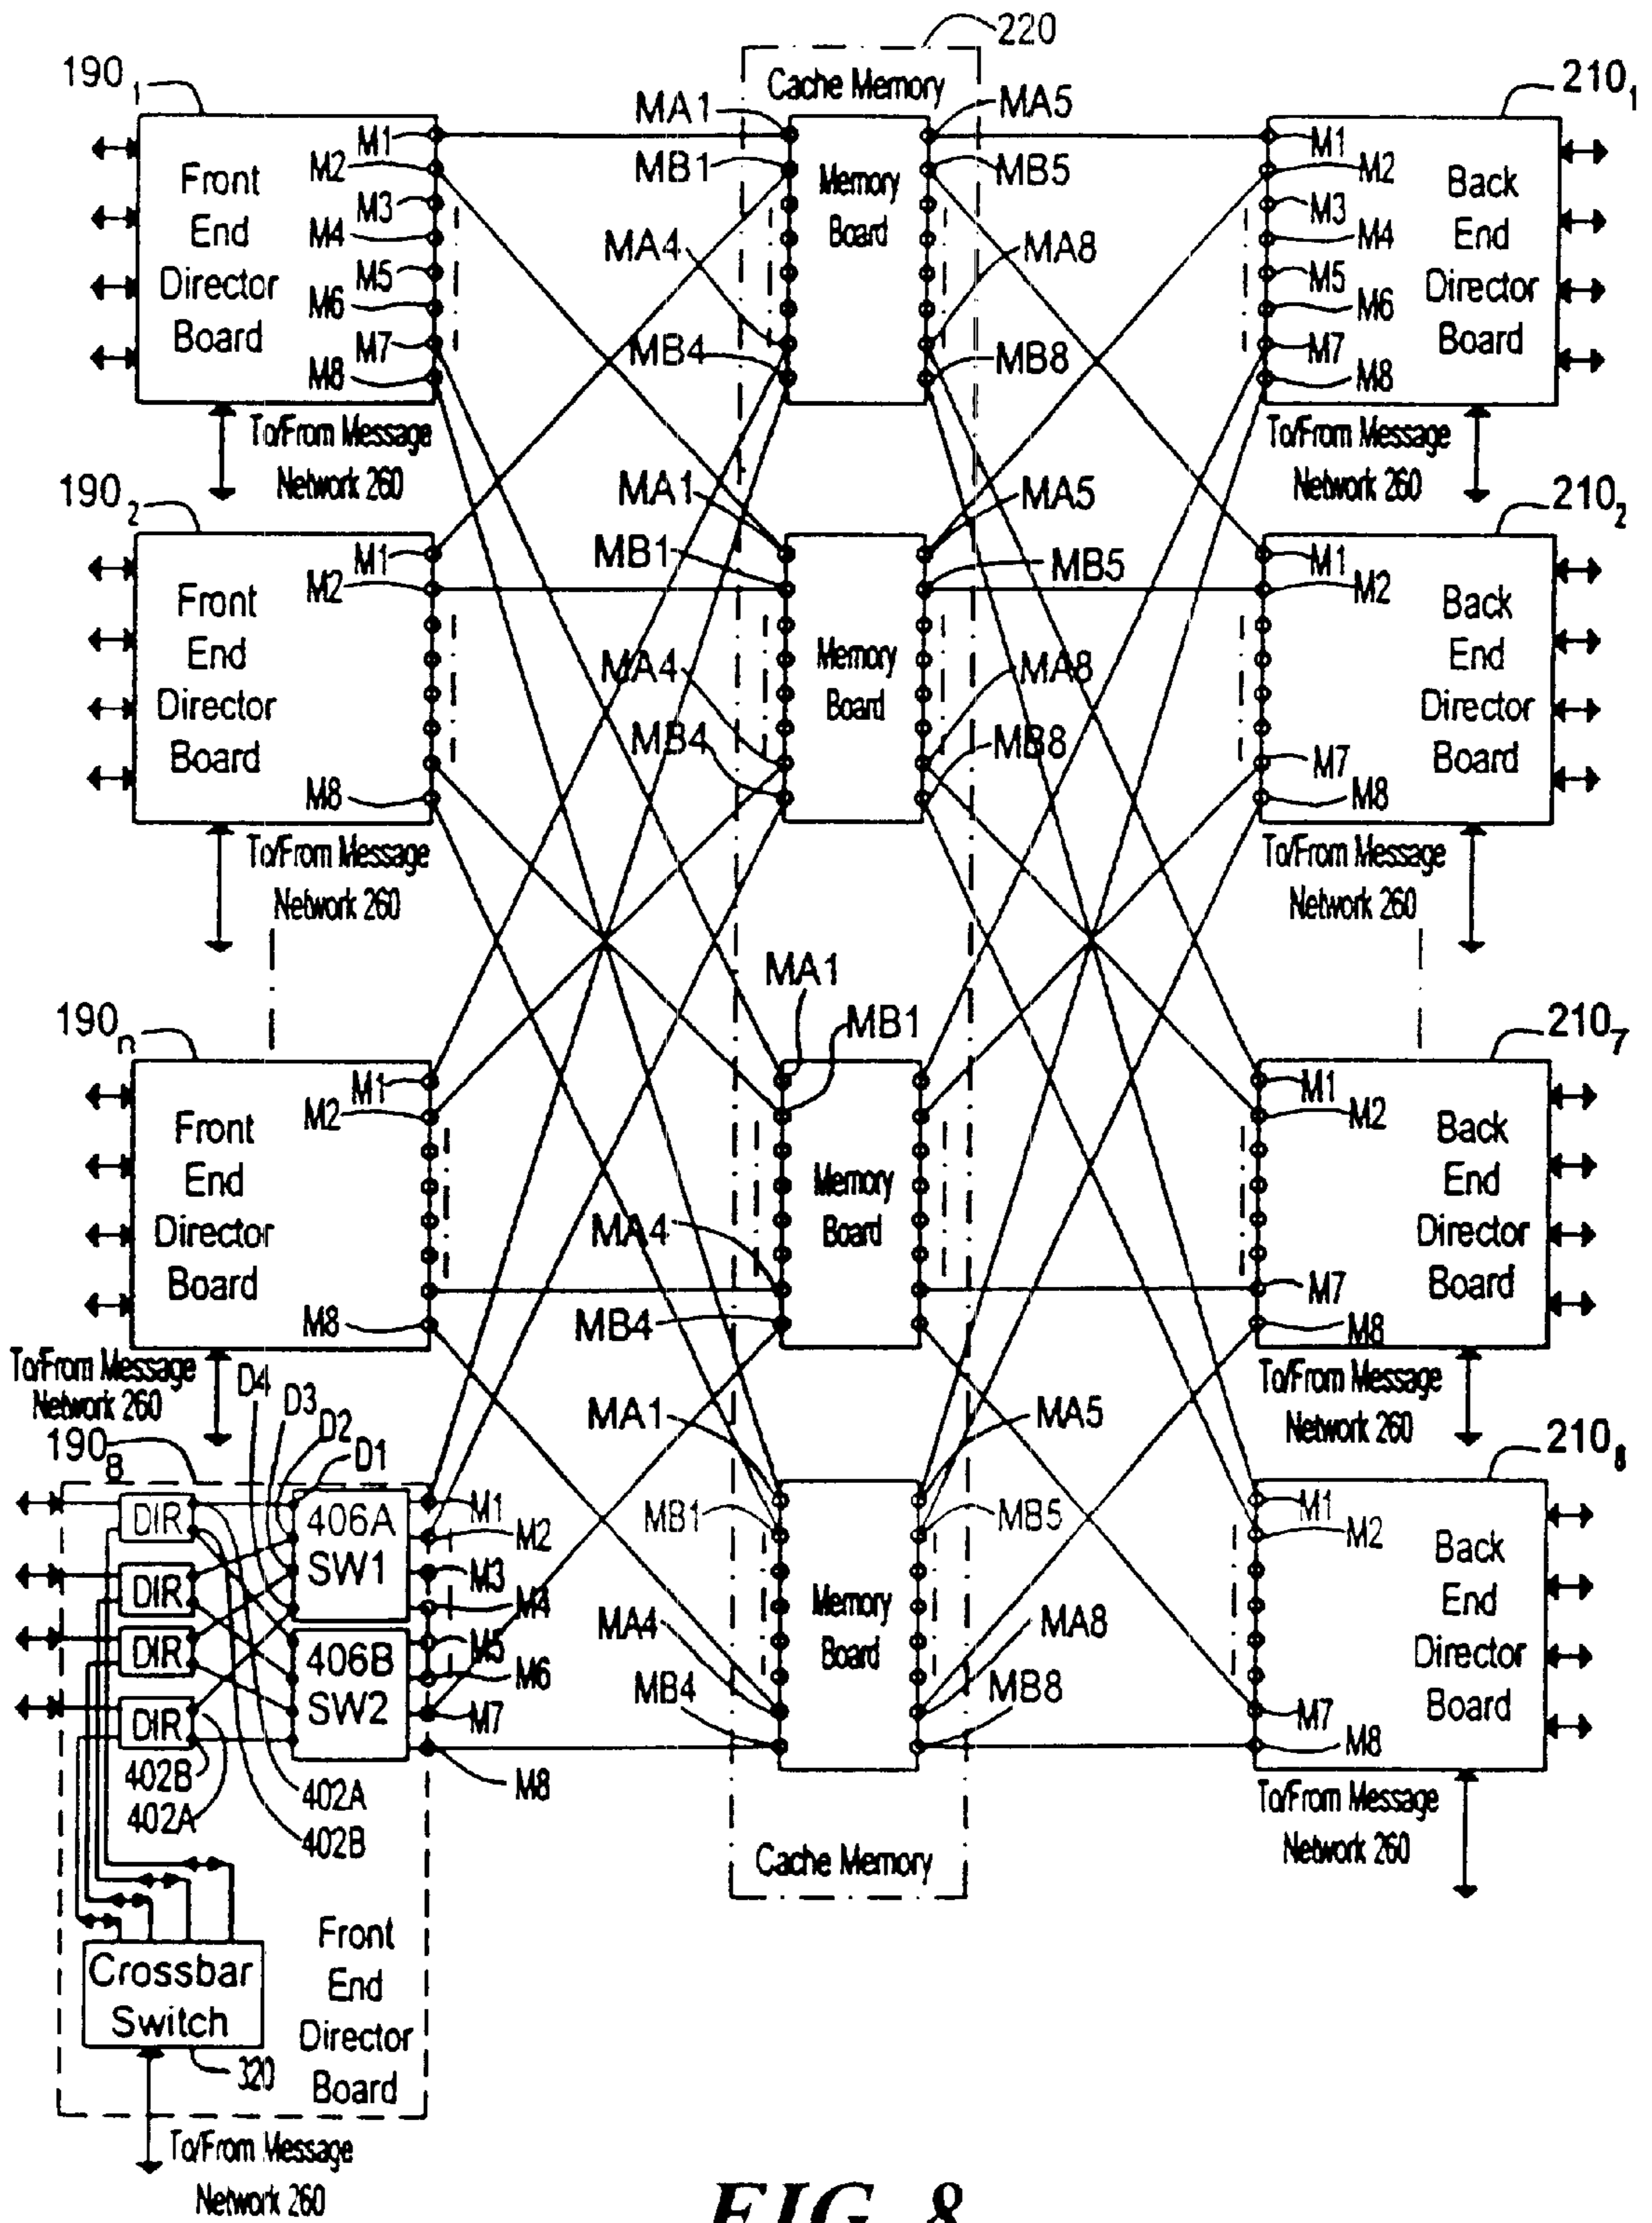 220
Cache Memory
190 1
Front
End
Director
Board
M1
M2
M3
M4
M5
M6
M7
M8
To/From Message
Network 260
MA1
MB1
MA4
MB4
Memory
Board
MA5
MB5
MA8
MB8
210 1
M1
M2
M3
M4
M5
M6
M7
M8
Back
End
Director
Board
To/From Message
Network 260
190 2
Front
End
Director
Board
M1
M2
M8
To/From Message
Network 260
MA1
MB1
MA4
MB4
Memory
Board
MA5
MB5
MA8
MB8
210 2
M1
M2
M7
M8
Back
End
Director
Board
To/From Message
Network 260
190 n
Front
End
Director
Board
M1
M2
M8
To/From Message
Network 260
MA1
MB1
MA4
MB4
Memory
Board
210 7
M1
M2
M7
M8
Back
End
Director
Board
To/From Message
Network 260
190 8
D4
D3
D2
D1
DIR
DIR
DIR
DIR
406A
SW1
406B
SW2
M1
M2
M3
M4
M5
M6
M7
M8
402B
402A
402A
402B
Crossbar
Switch
320
Front
End
Director
Board
To/From Message
Network 260
MA1
MB1
MA4
MB4
Memory
Board
MA5
MB5
MA8
MB8
Cache Memory
210 8
M1
M2
M7
M8
Back
End
Director
Board
To/From Message
Network 260
FIG. 8